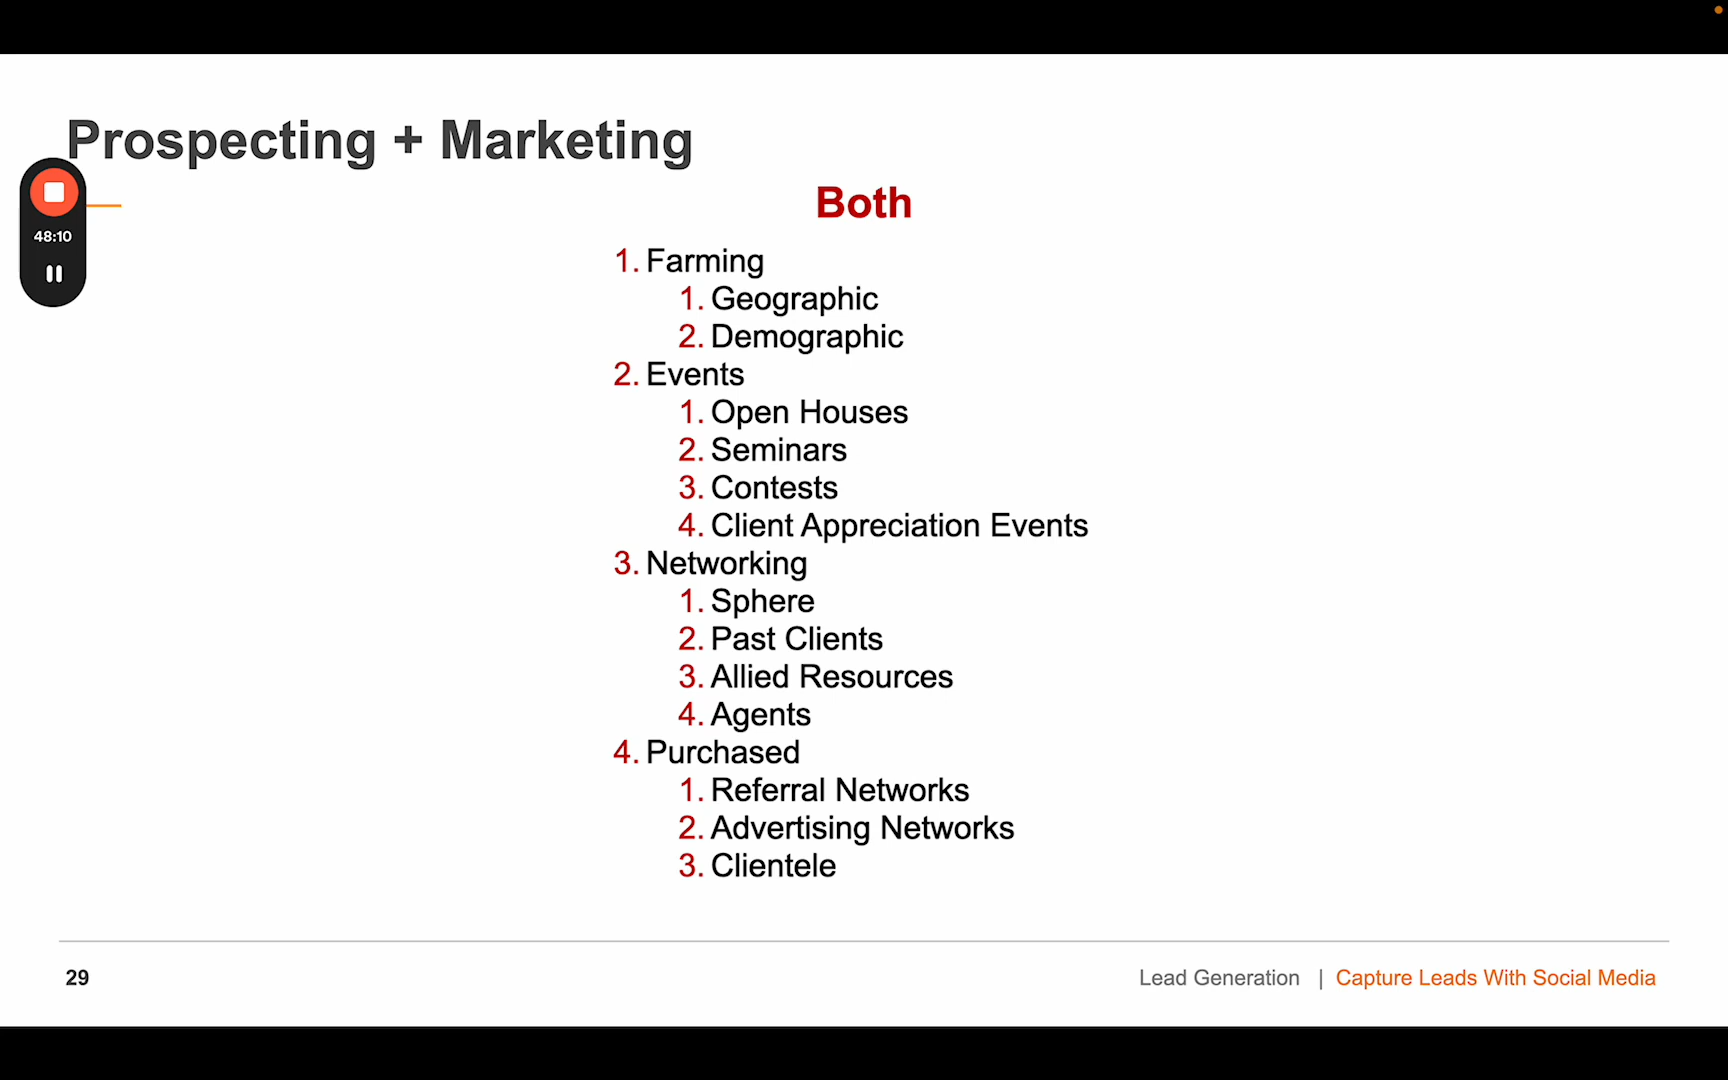 Prospecting + Marketing
48:10
Both
1. Farming
1. Geographic
2. Demographic
2. Events
1. Open Houses
2. Seminars
3. Contests
4. Client Appreciation Events
3. Networking
1. Sphere
2. Past Clients
3. Allied Resources
4. Agents
4. Purchased
1. Referral Networks
2. Advertising Networks
3. Clientele
29
Lead Generation | Capture Leads With Social Media